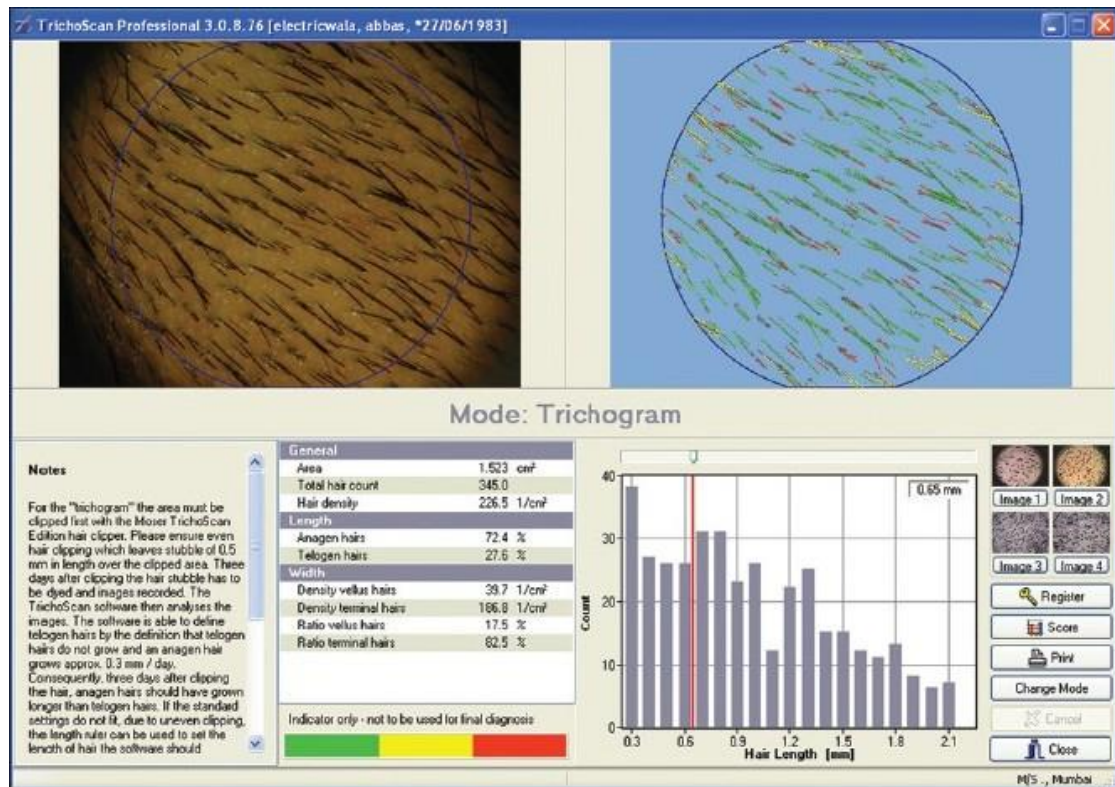 TrichoScan Professional 3.0.8.76 [electricwala, abbas, *27/06/1983]
Mode: Trichogram
Notes
For the "trichogram" the area must be
clipped first with the Moser TrichoScan
Edition hair clipper. Please ensure even
hair clipping which leaves stubble of 0.5
mm in length over the clipped area. Three
days after clipping the hair stubble has to
be dyed and images recorded. The
TrichoScan software then analyses the
images. The software is able to define
telogen hairs by the definition that telogen
hairs do not grow and an anagen hair
grows approx. 0.3 mm / day.
Consequently, three days after clipping
the hair, anagen hairs should have grown
longer than telogen hairs. If the standard
settings do not fit, due to uneven clipping,
the length ruler can be used to set the
length of hair the software should
General
Area 1.523 cm²
Total hair count 345.0
Hair density 226.5 1/cm²
Length
Anagen hairs 72.4 %
Telogen hairs 27.6 %
Width
Density vellus hairs 39.7 1/cm²
Density terminal hairs 186.8 1/cm²
Ratio vellus hairs 17.5 %
Ratio terminal hairs 82.5 %
Indicator only - not to be used for final diagnosis
0.65 mm
40
30
20
10
0
Count
0.3 0.6 0.9 1.2 1.5 1.8 2.1
Hair Length [mm]
Image 1 Image 2
Image 3 Image 4
Register
Score
Print
Change Mode
Cancel
Close
M/S ., Mumbai